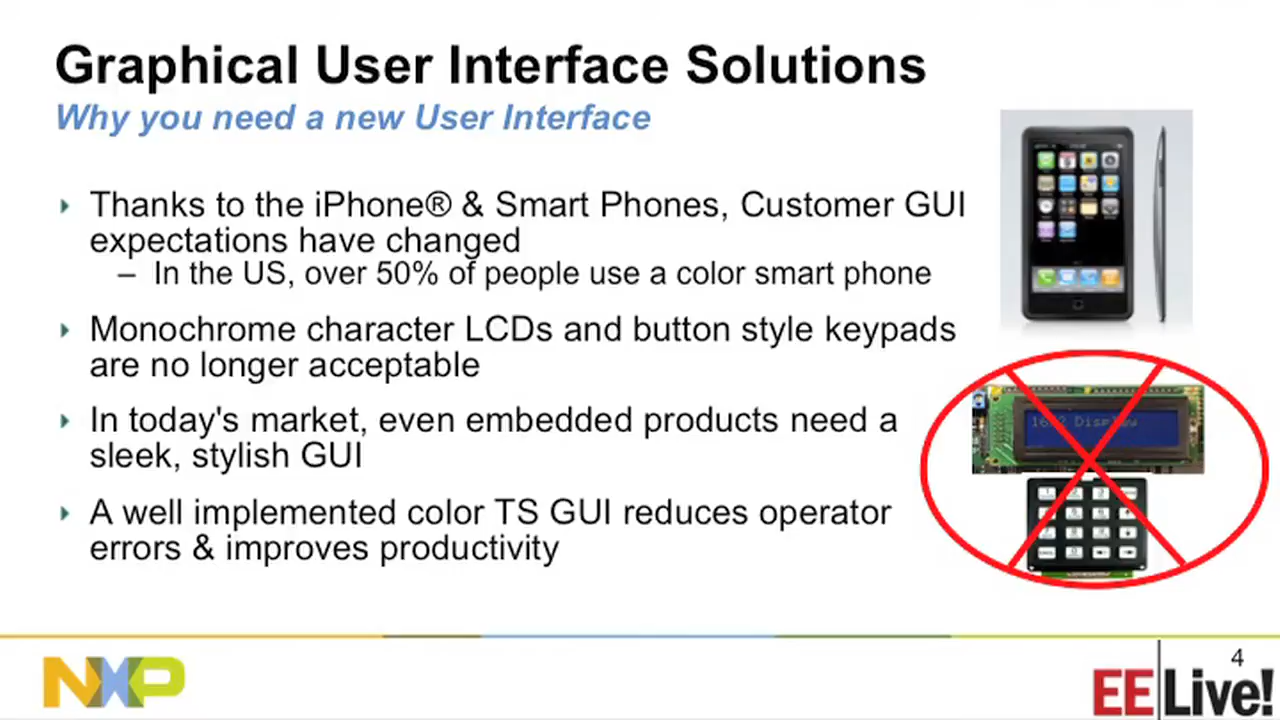 Graphical User Interface Solutions
Why you need a new User Interface
Thanks to the iPhone® & Smart Phones, Customer GUI
expectations have changed
– In the US, over 50% of people use a color smart phone
Monochrome character LCDs and button style keypads
are no longer acceptable
In today's market, even embedded products need a
sleek, stylish GUI
A well implemented color TS GUI reduces operator
errors & improves productivity
16x2 Display
NXP
4
EE Live!